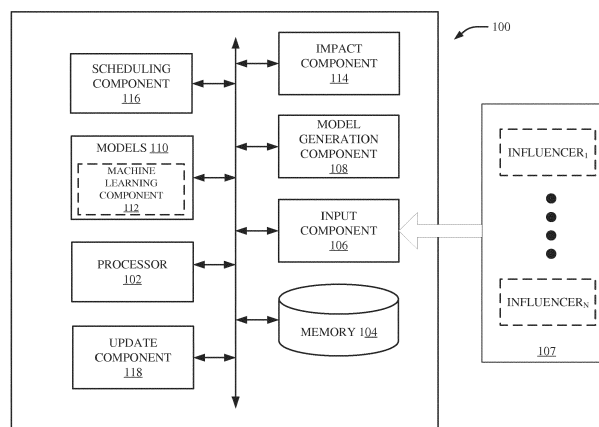 100
SCHEDULING
COMPONENT
116
MODELS 110
MACHINE
LEARNING
COMPONENT
112
PROCESSOR
102
UPDATE
COMPONENT
118
IMPACT
COMPONENT
114
MODEL
GENERATION
COMPONENT
108
INPUT
COMPONENT
106
MEMORY 104
INFLUENCER1
INFLUENCERN
107